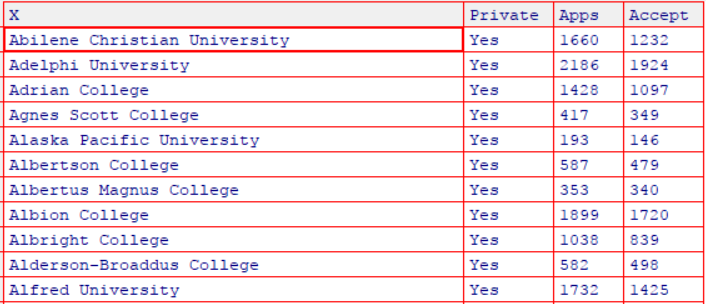 X Private Apps Accept
Abilene Christian University Yes 1660 1232
Adelphi University Yes 2186 1924
Adrian College Yes 1428 1097
Agnes Scott College Yes 417 349
Alaska Pacific University Yes 193 146
Albertson College Yes 587 479
Albertus Magnus College Yes 353 340
Albion College Yes 1899 1720
Albright College Yes 1038 839
Alderson-Broaddus College Yes 582 498
Alfred University Yes 1732 1425